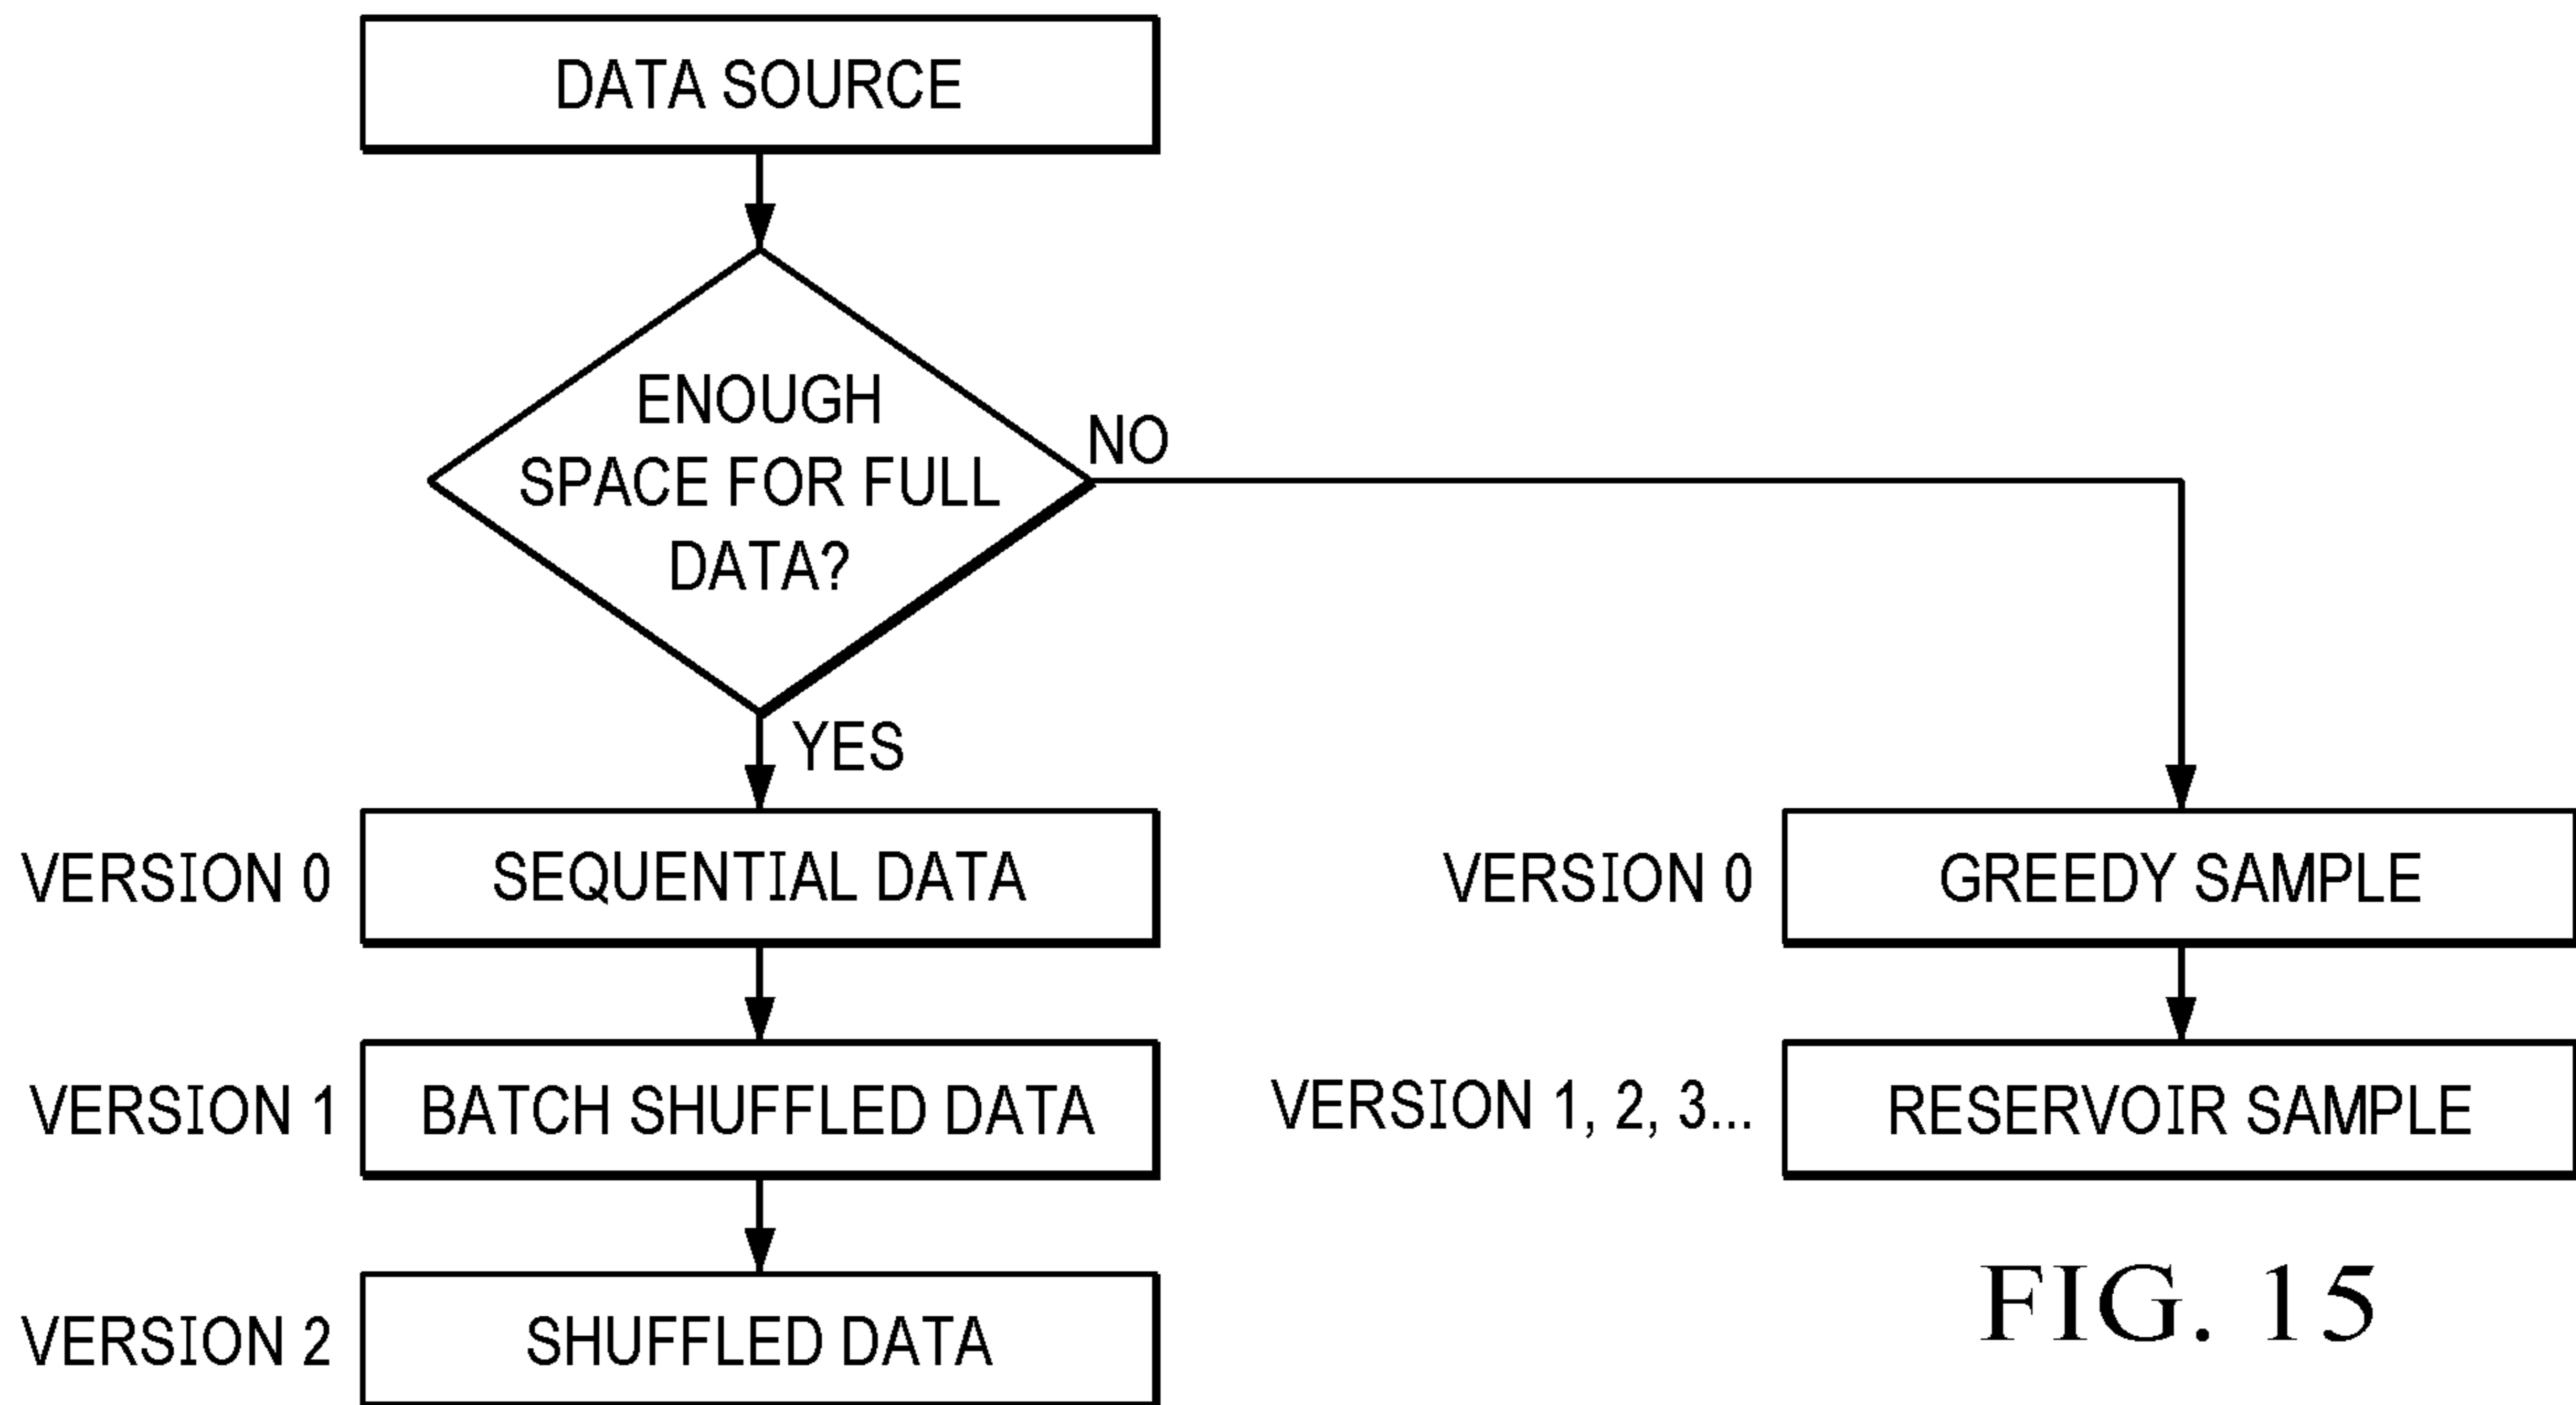 DATA SOURCE
ENOUGH
SPACE FOR FULL
DATA?
NO
YES
VERSION 0
SEQUENTIAL DATA
VERSION 0
GREEDY SAMPLE
VERSION 1
BATCH SHUFFLED DATA
VERSION 1, 2, 3...
RESERVOIR SAMPLE
VERSION 2
SHUFFLED DATA
FIG. 15